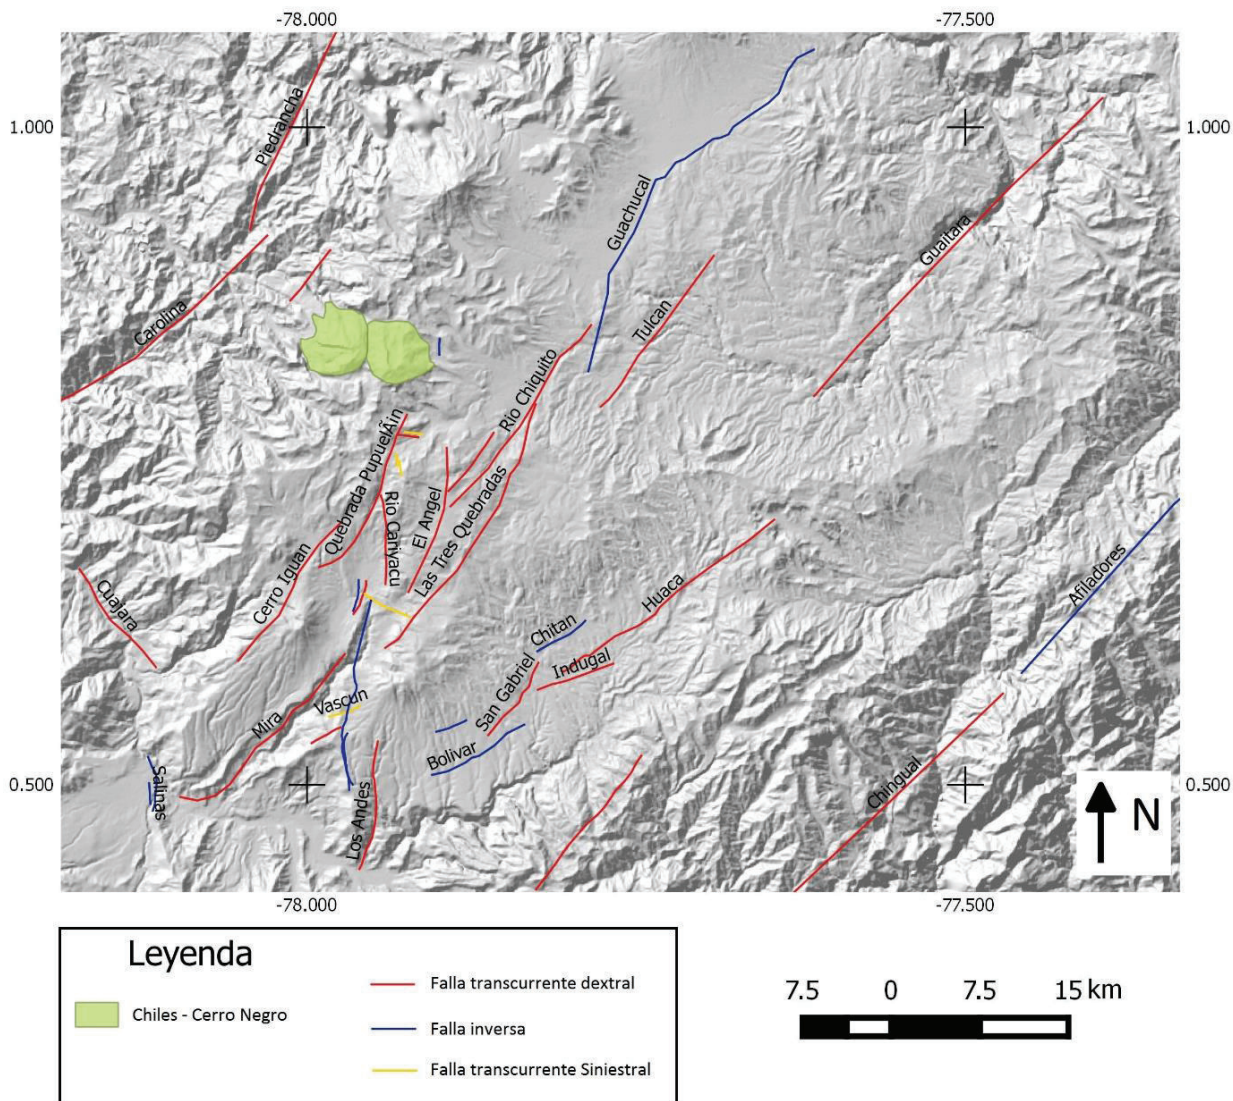 -78.000
-77.500
1.000
1.000
Piedrancha
Guachucal
Guaitara
Carolina
Tulcan
Rio Chiquito
Quebrada PupuelÃin
Rio Cariyacu
El Angel
Las Tres Quebradas
Cerro Iguan
Cuajara
Huaca
Afiladores
Chitan
Indugal
San Gabriel
Vascun
Mira
Bolivar
Salinas
Los Andes
Chingual
0.500
0.500
N
-78.000
-77.500
Leyenda
Chiles - Cerro Negro
Falla transcurrente dextral
Falla inversa
Falla transcurrente Siniestral
7.5 0 7.5 15 km